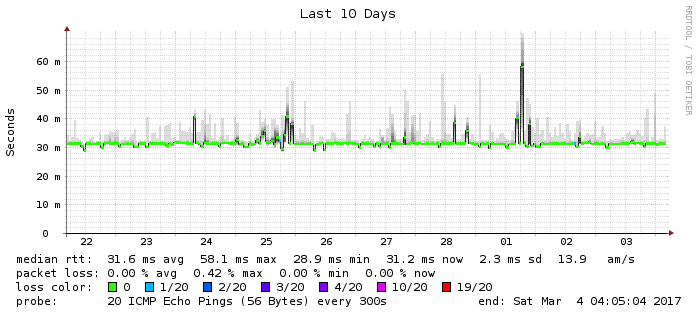 Last 10 Days
RRDTOOL / TOBI OETIKER
Seconds
60 m
50 m
40 m
30 m
20 m
10 m
0
22 23 24 25 26 27 28 01 02 03
median rtt: 31.6 ms avg 58.1 ms max 28.9 ms min 31.2 ms now 2.3 ms sd 13.9 am/s
packet loss: 0.00 % avg 0.42 % max 0.00 % min 0.00 % now
loss color: 0 1/20 2/20 3/20 4/20 10/20 19/20
probe: 20 ICMP Echo Pings (56 Bytes) every 300s end: Sat Mar 4 04:05:04 2017